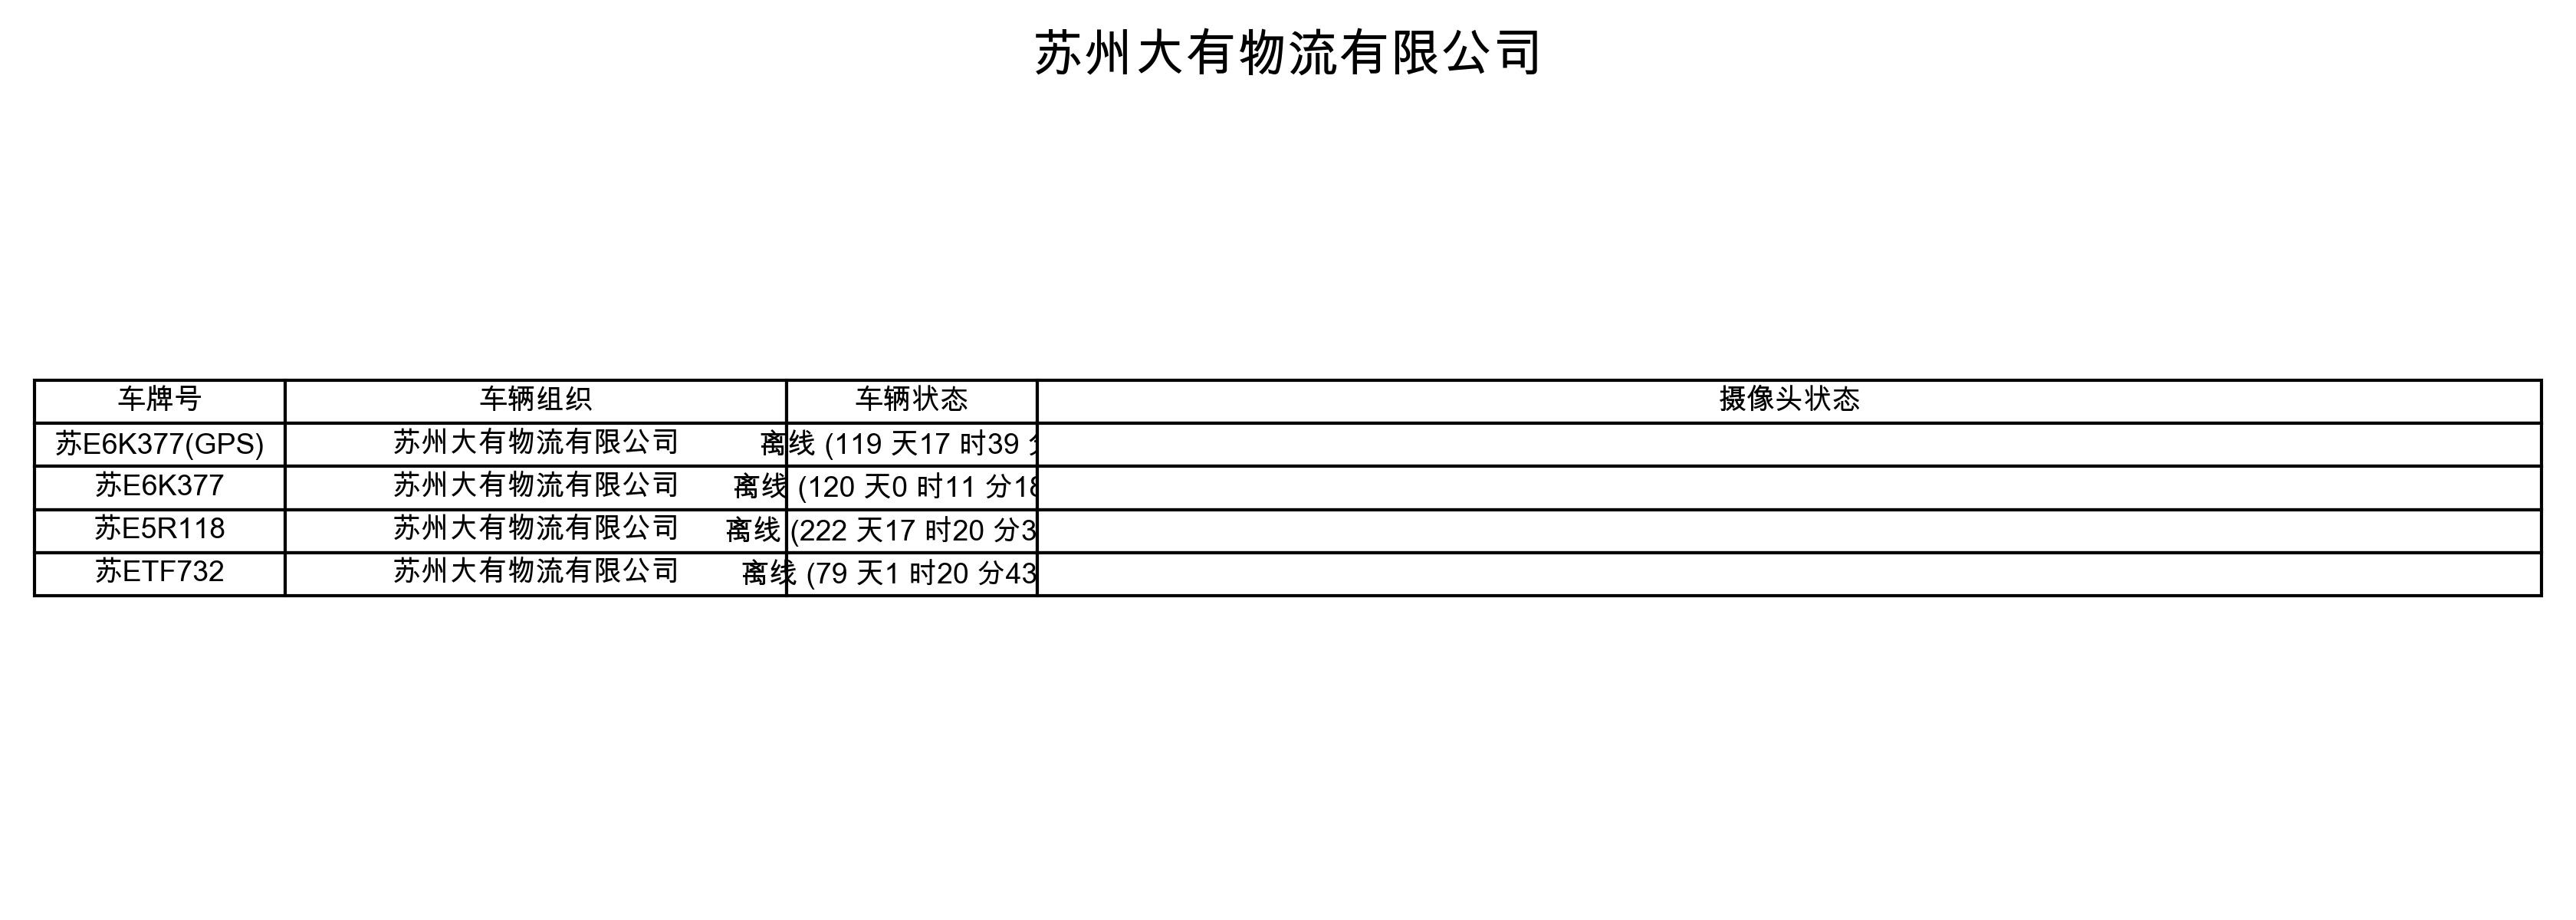 苏州大有物流有限公司
车牌号 车辆组织 车辆状态 摄像头状态
苏E6K377(GPS) 苏州大有物流有限公司 离线 (119 天17 时39 分
苏E6K377 苏州大有物流有限公司 离线 (120 天0 时11 分18
苏E5R118 苏州大有物流有限公司 离线 (222 天17 时20 分3
苏ETF732 苏州大有物流有限公司 离线 (79 天1 时20 分43